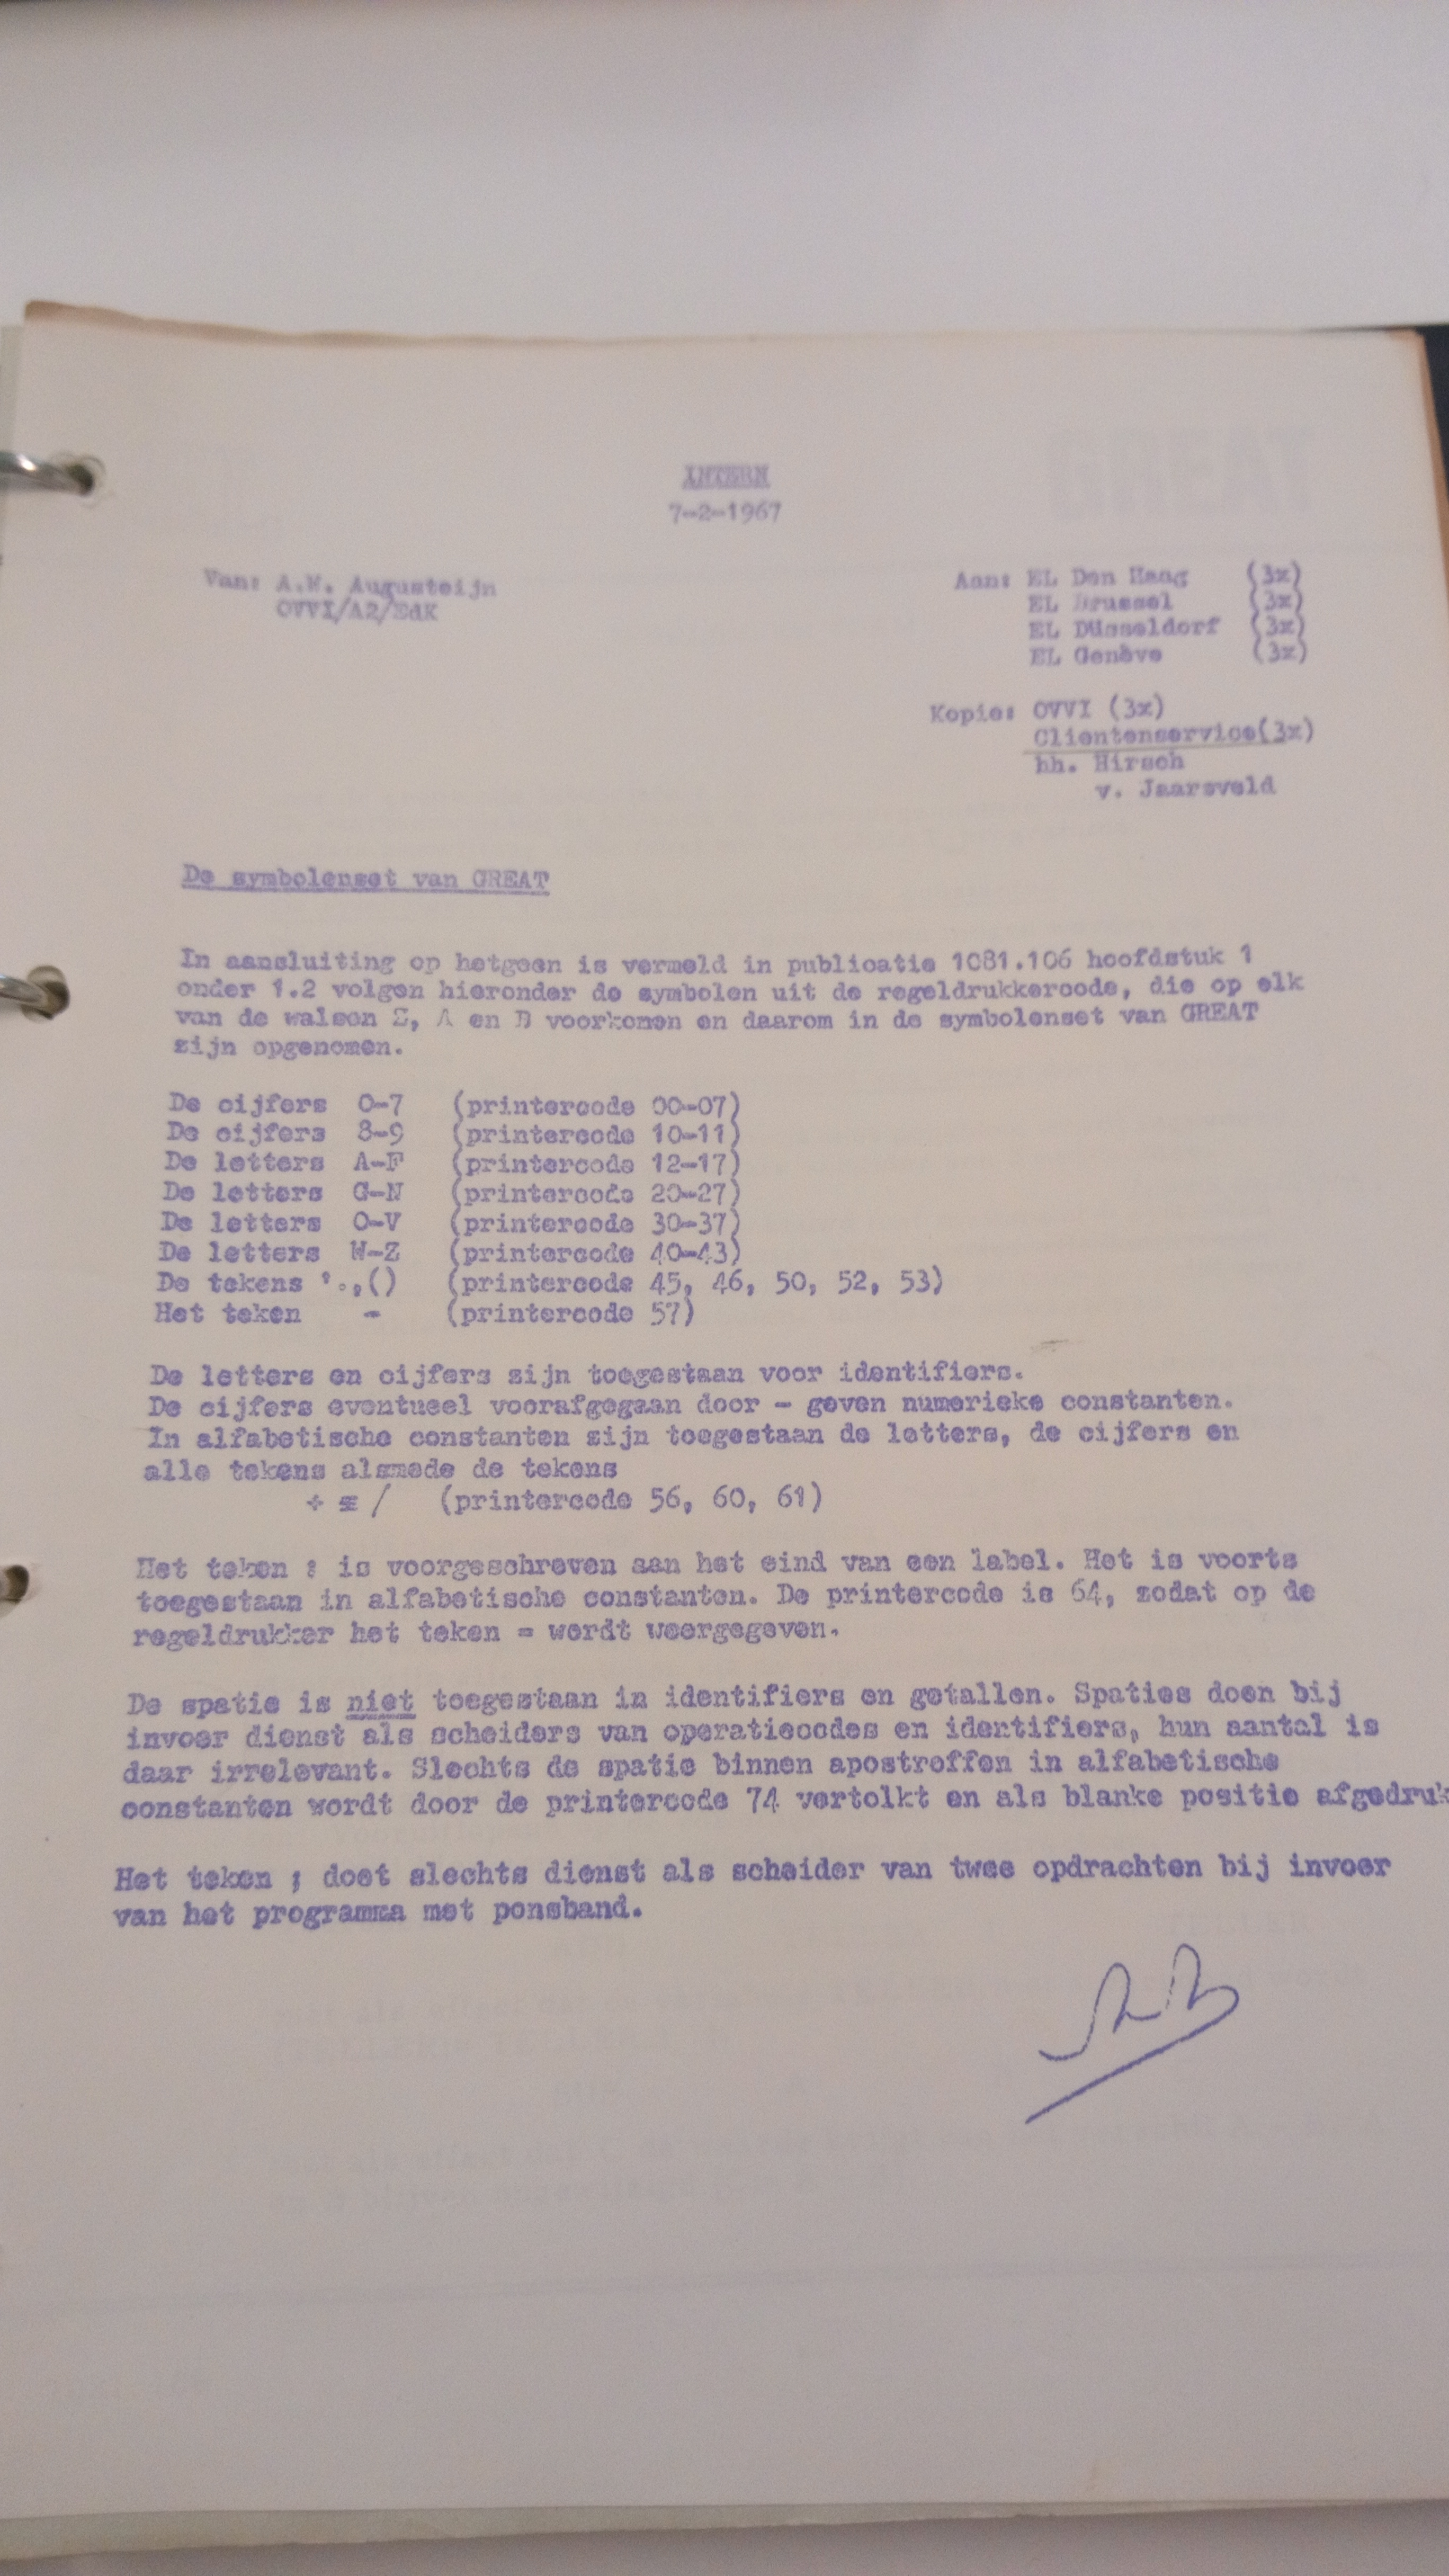 INTERN
7-2-1967
Van: A.W. Augusteijn
OVVI/A2/EdK
Aan: EL Den Haag (3x)
EL Brussel (3x)
EL Düsseldorf (3x)
EL Genève (3x)
Kopie: OVVI (3x)
Clientenservice(3x)
hh. Hirsch
v. Jaarsveld
De symbolenset van GREAT
In aansluiting op hetgeen is vermeld in publicatie 1081.106 hoofdstuk 1
onder 1.2 volgen hieronder de symbolen uit de regeldrukkercode, die op elk
van de walsen Z, A en D voorkomen en daarom in de symbolenset van GREAT
zijn opgenomen.
De cijfers 0-7 (printercode 00-07)
De cijfers 8-9 (printercode 10-11)
De letters A-F (printercode 12-17)
De letters G-N (printercode 20-27)
De letters O-V (printercode 30-37)
De letters W-Z (printercode 40-43)
De tekens '.,() (printercode 45, 46, 50, 52, 53)
Het teken - (printercode 57)
De letters en cijfers zijn toegestaan voor identifiers.
De cijfers eventueel voorafgegaan door - geven numerieke constanten.
In alfabetische constanten zijn toegestaan de letters, de cijfers en
alle tekens alsmede de tekens
+ x / (printercode 56, 60, 61)
Het teken : is voorgeschreven aan het eind van een label. Het is voorts
toegestaan in alfabetische constanten. De printercode is 64, zodat op de
regeldrukker het teken = wordt weergegeven.
De spatie is niet toegestaan in identifiers en getallen. Spaties doen bij
invoer dienst als scheiders van operatiecodes en identifiers, hun aantal is
daar irrelevant. Slechts de spatie binnen apostroffen in alfabetische
constanten wordt door de printercode 74 vertolkt en als blanke positie afgedruk
Het teken ; doet slechts dienst als scheider van twee opdrachten bij invoer
van het programma met ponsband.